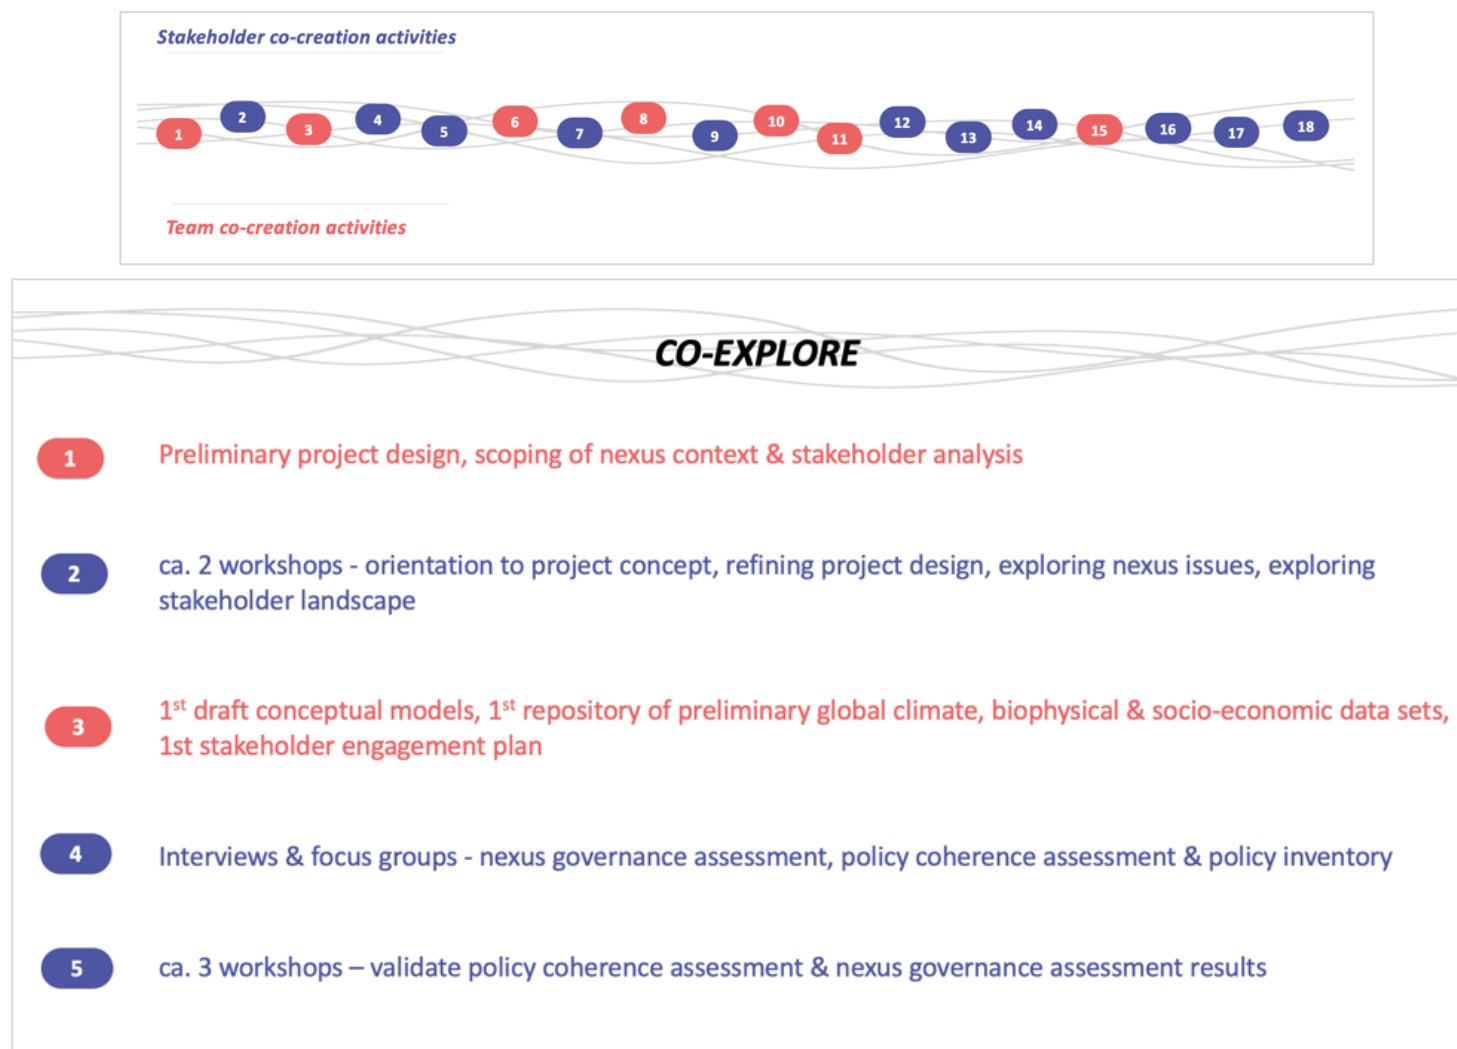 Stakeholder co-creation activities
1 2 3 4 5 6 7 8 9 10 11 12 13 14 15 16 17 18
Team co-creation activities
CO-EXPLORE
1 Preliminary project design, scoping of nexus context & stakeholder analysis
2 ca. 2 workshops - orientation to project concept, refining project design, exploring nexus issues, exploring
stakeholder landscape
3 1st draft conceptual models, 1st repository of preliminary global climate, biophysical & socio-economic data sets,
1st stakeholder engagement plan
4 Interviews & focus groups - nexus governance assessment, policy coherence assessment & policy inventory
5 ca. 3 workshops – validate policy coherence assessment & nexus governance assessment results